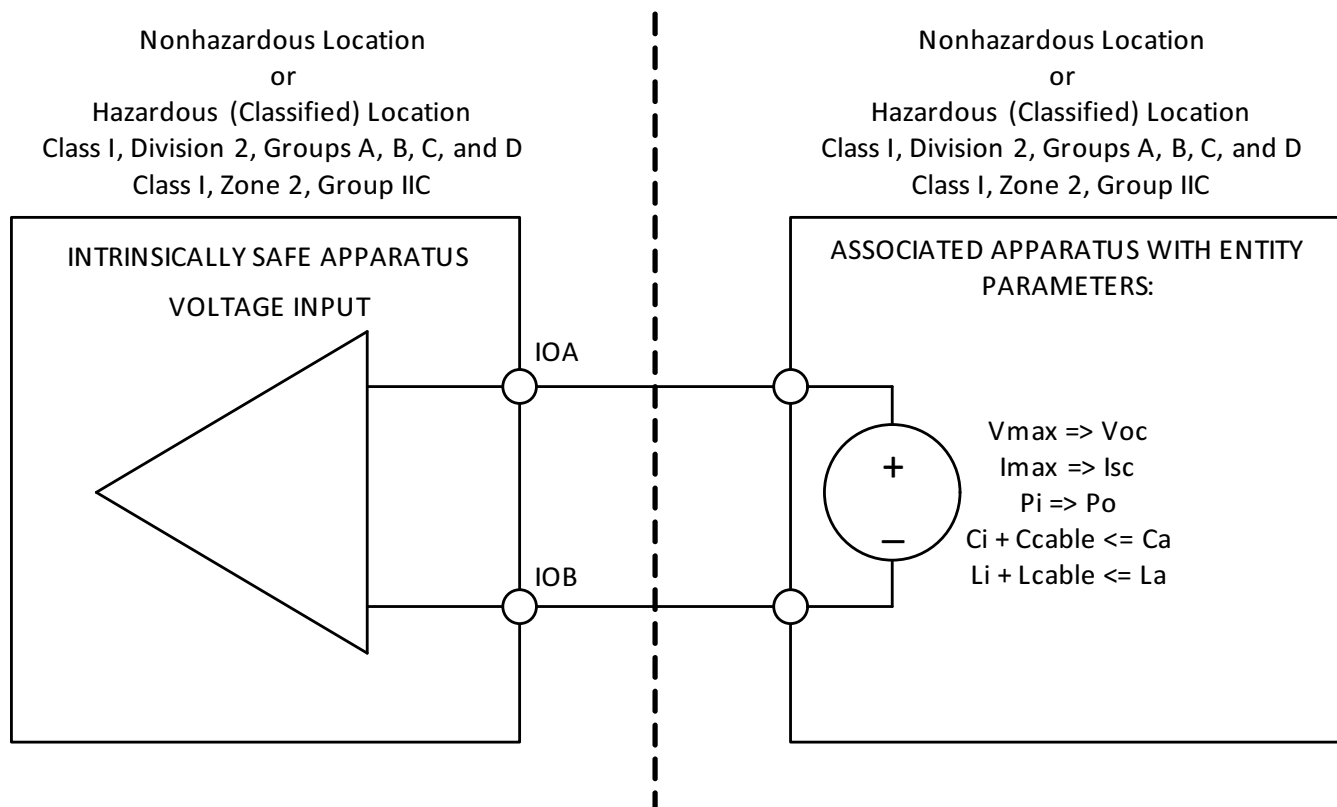 Nonhazardous Location
or
Hazardous (Classified) Location
Class I, Division 2, Groups A, B, C, and D
Class I, Zone 2, Group IIC
INTRINSICALLY SAFE APPARATUS
VOLTAGE INPUT
IOA
IOB
Nonhazardous Location
or
Hazardous (Classified) Location
Class I, Division 2, Groups A, B, C, and D
Class I, Zone 2, Group IIC
ASSOCIATED APPARATUS WITH ENTITY
PARAMETERS:
+
–
Vmax => Voc
Imax => Isc
Pi => Po
Ci + Ccable <= Ca
Li + Lcable <= La